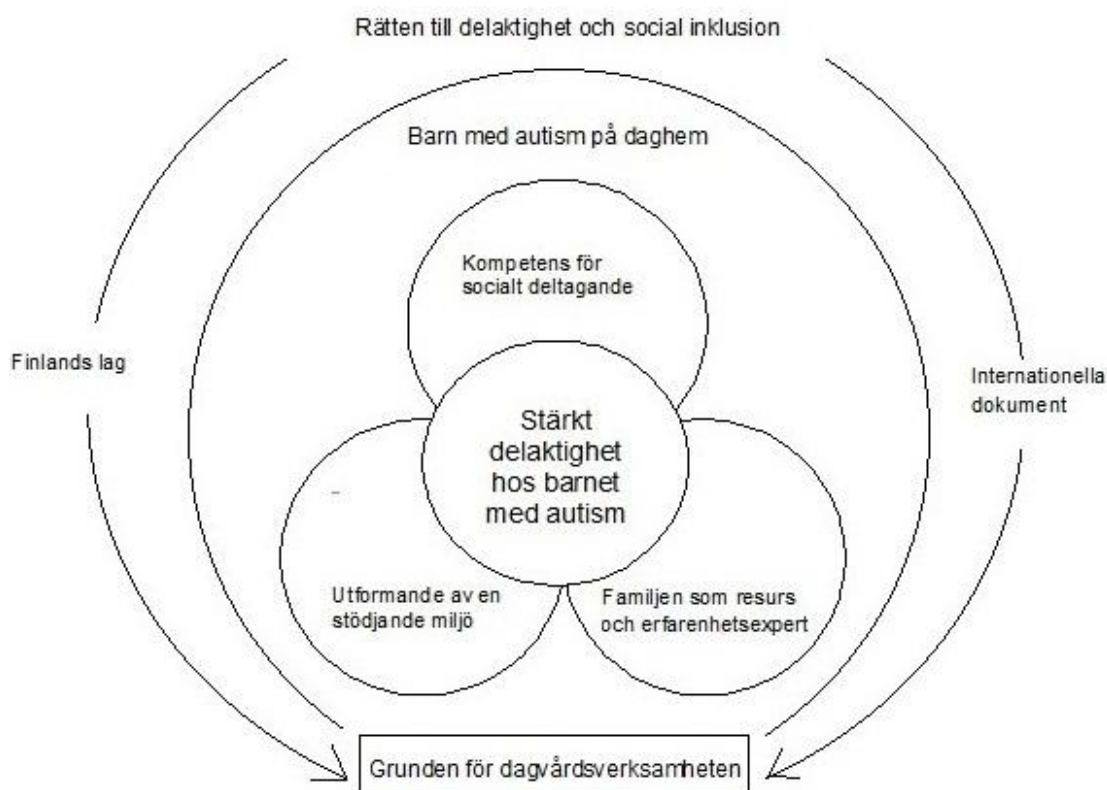 Rätten till delaktighet och social inklusion
Barn med autism på daghem
Kompetens för
socialt deltagande
Finlands lag
Internationella
dokument
Stärkt
delaktighet
hos barnet
med autism
Utformande av en
stödjande miljö
Familjen som resurs
och erfarenhetsexpert
Grunden för dagvårdsverksamheten